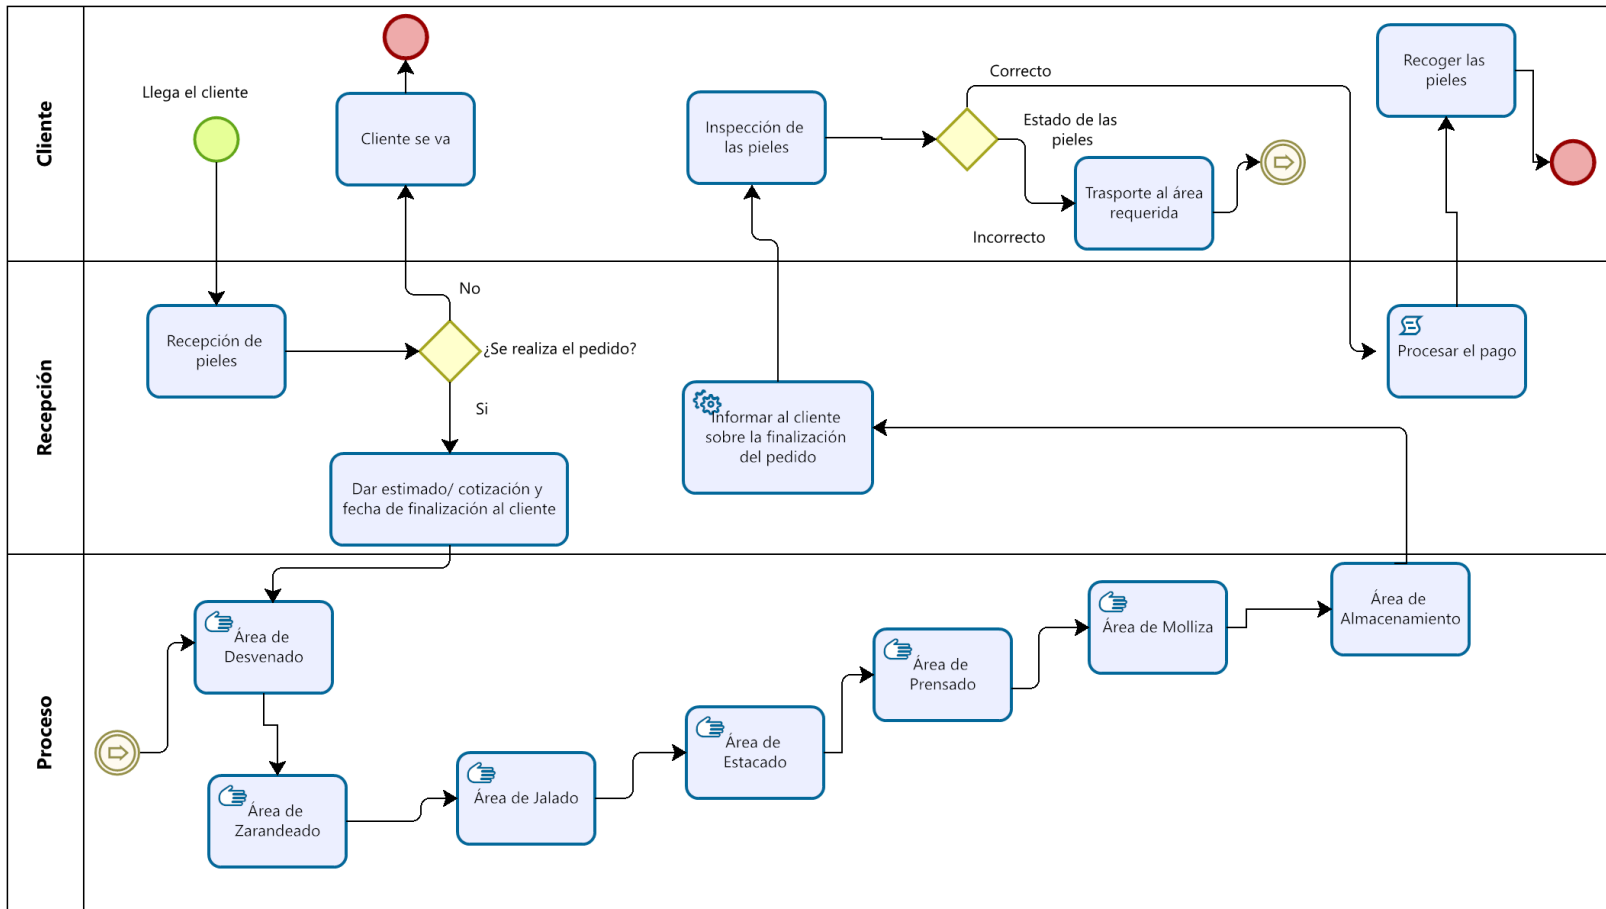 Cliente
Llega el cliente
Cliente se va
Inspección de
las pieles
Correcto
Estado de las
pieles
Trasporte al área
requerida
Incorrecto
Recoger las
pieles
Recepción
Recepción de
pieles
No
¿Se realiza el pedido?
Si
Dar estimado/ cotización y
fecha de finalización al cliente
Informar al cliente
sobre la finalización
del pedido
Procesar el pago
Proceso
Área de
Desvenado
Área de
Zarandeado
Área de Jalado
Área de
Estacado
Área de
Prensado
Área de Molliza
Área de
Almacenamiento